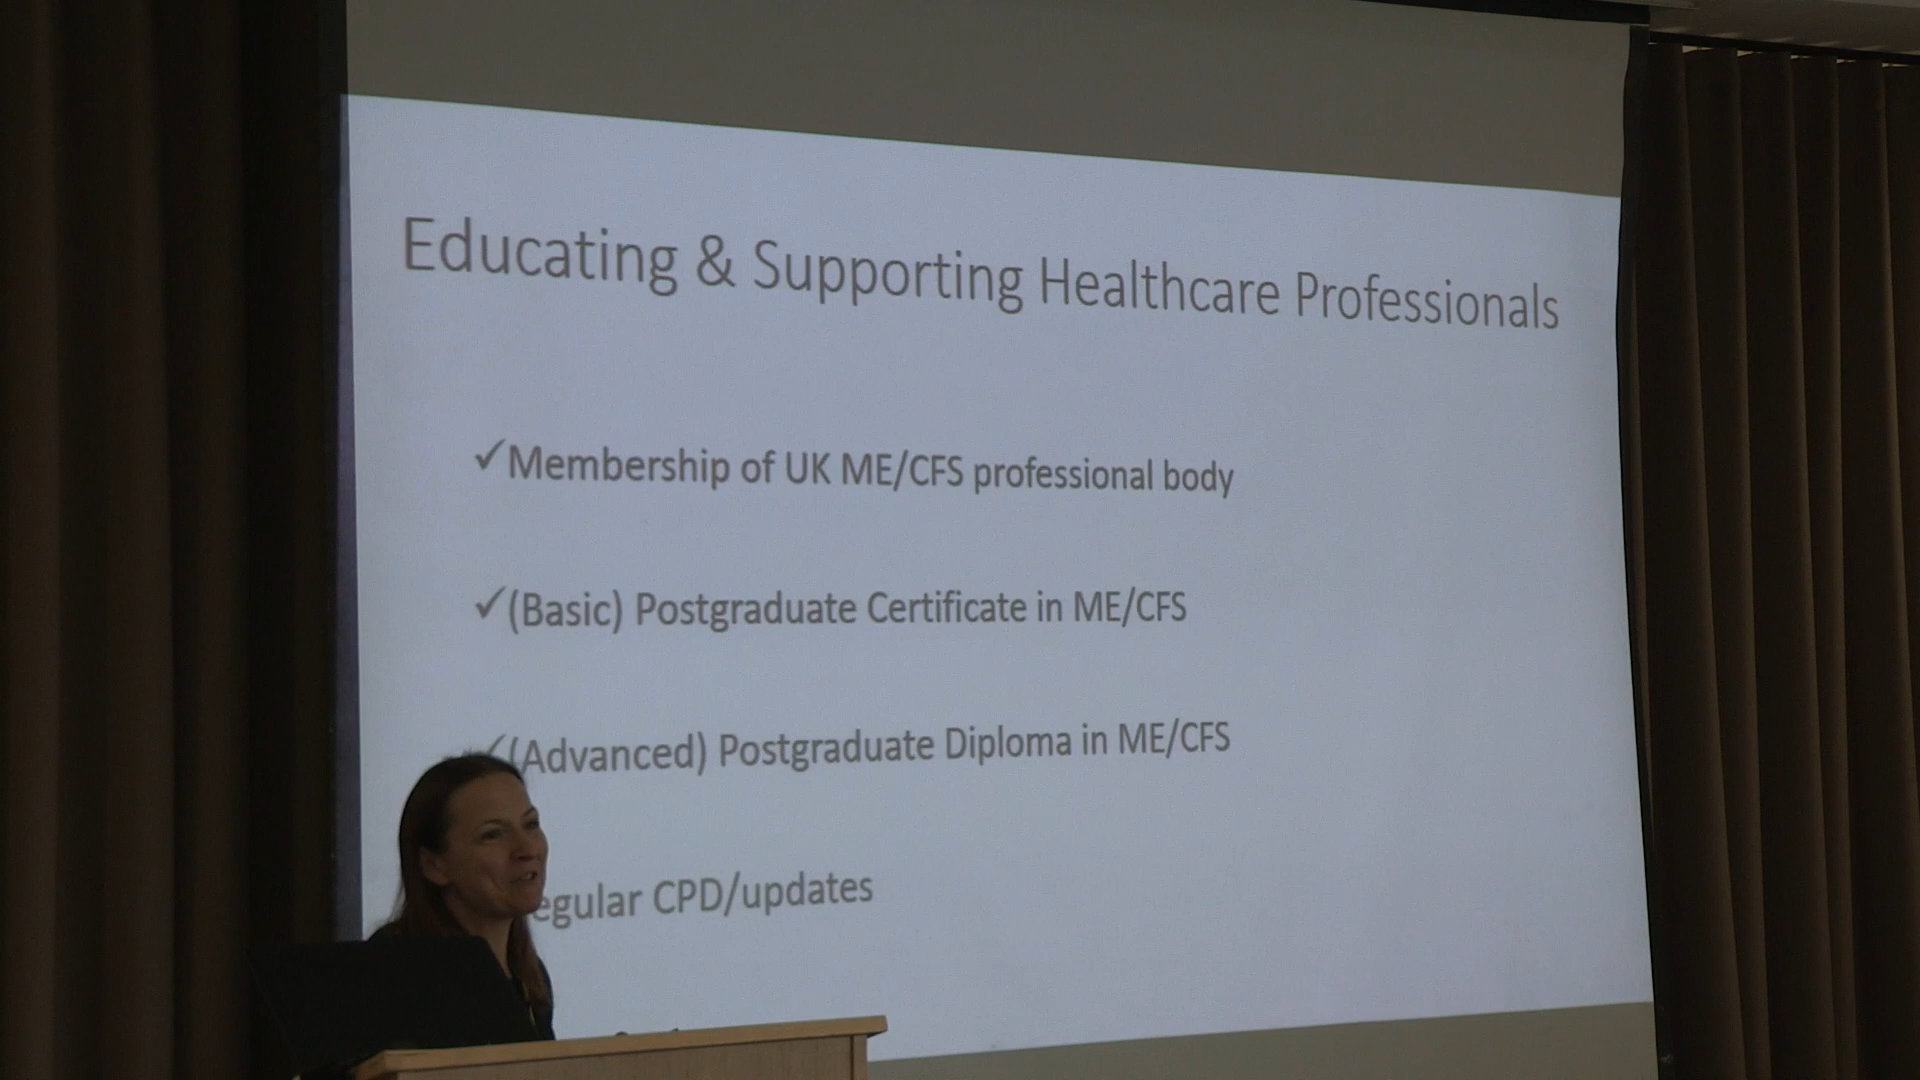 Educating & Supporting Healthcare Professionals
✓Membership of UK ME/CFS professional body
✓(Basic) Postgraduate Certificate in ME/CFS
✓(Advanced) Postgraduate Diploma in ME/CFS
egular CPD/updates